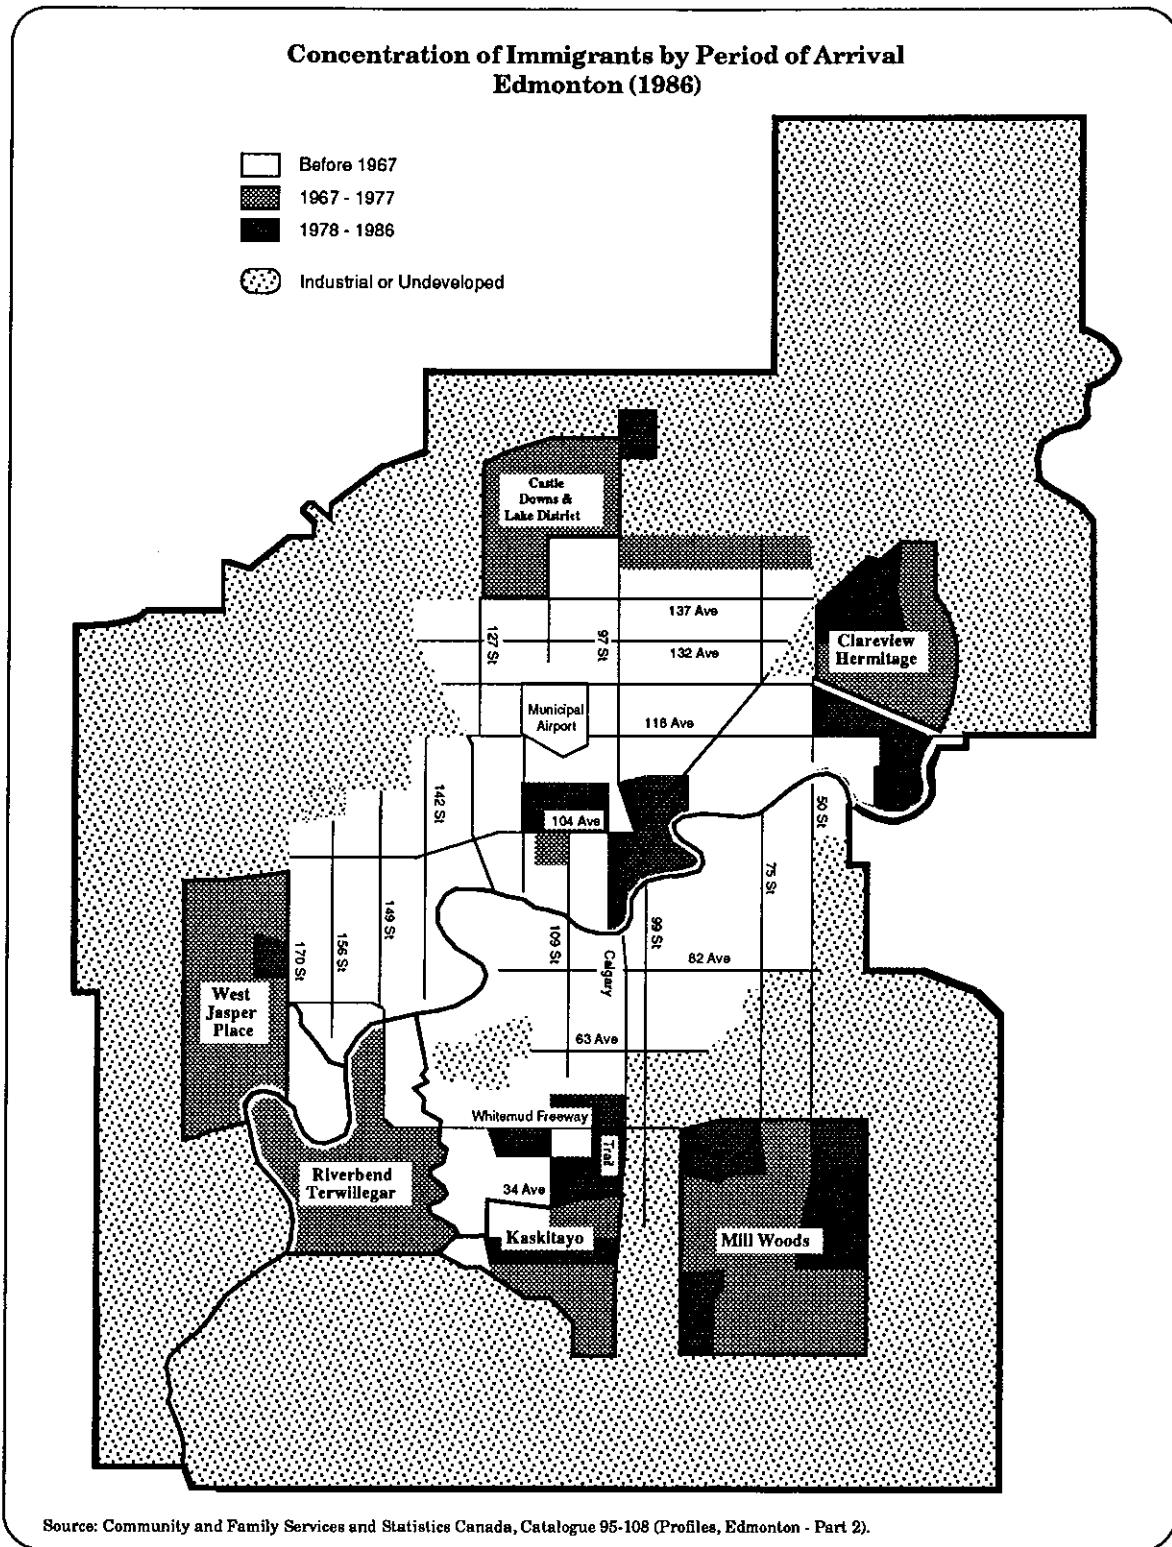 Concentration of Immigrants by Period of Arrival
Edmonton (1986)
Before 1967
1967 - 1977
1978 - 1986
Industrial or Undeveloped
Castle
Downs &
Lake District
137 Ave
127 St
97 St
132 Ave
Clareview
Hermitage
Municipal
Airport
118 Ave
142 St
104 Ave
50 St
75 St
149 St
156 St
170 St
109 St
99 St
Calgary
82 Ave
West
Jasper
Place
63 Ave
Whitemud Freeway
Trail
Riverbend
Terwillegar
34 Ave
Kaskitayo
Mill Woods
Source: Community and Family Services and Statistics Canada, Catalogue 95-108 (Profiles, Edmonton - Part 2).